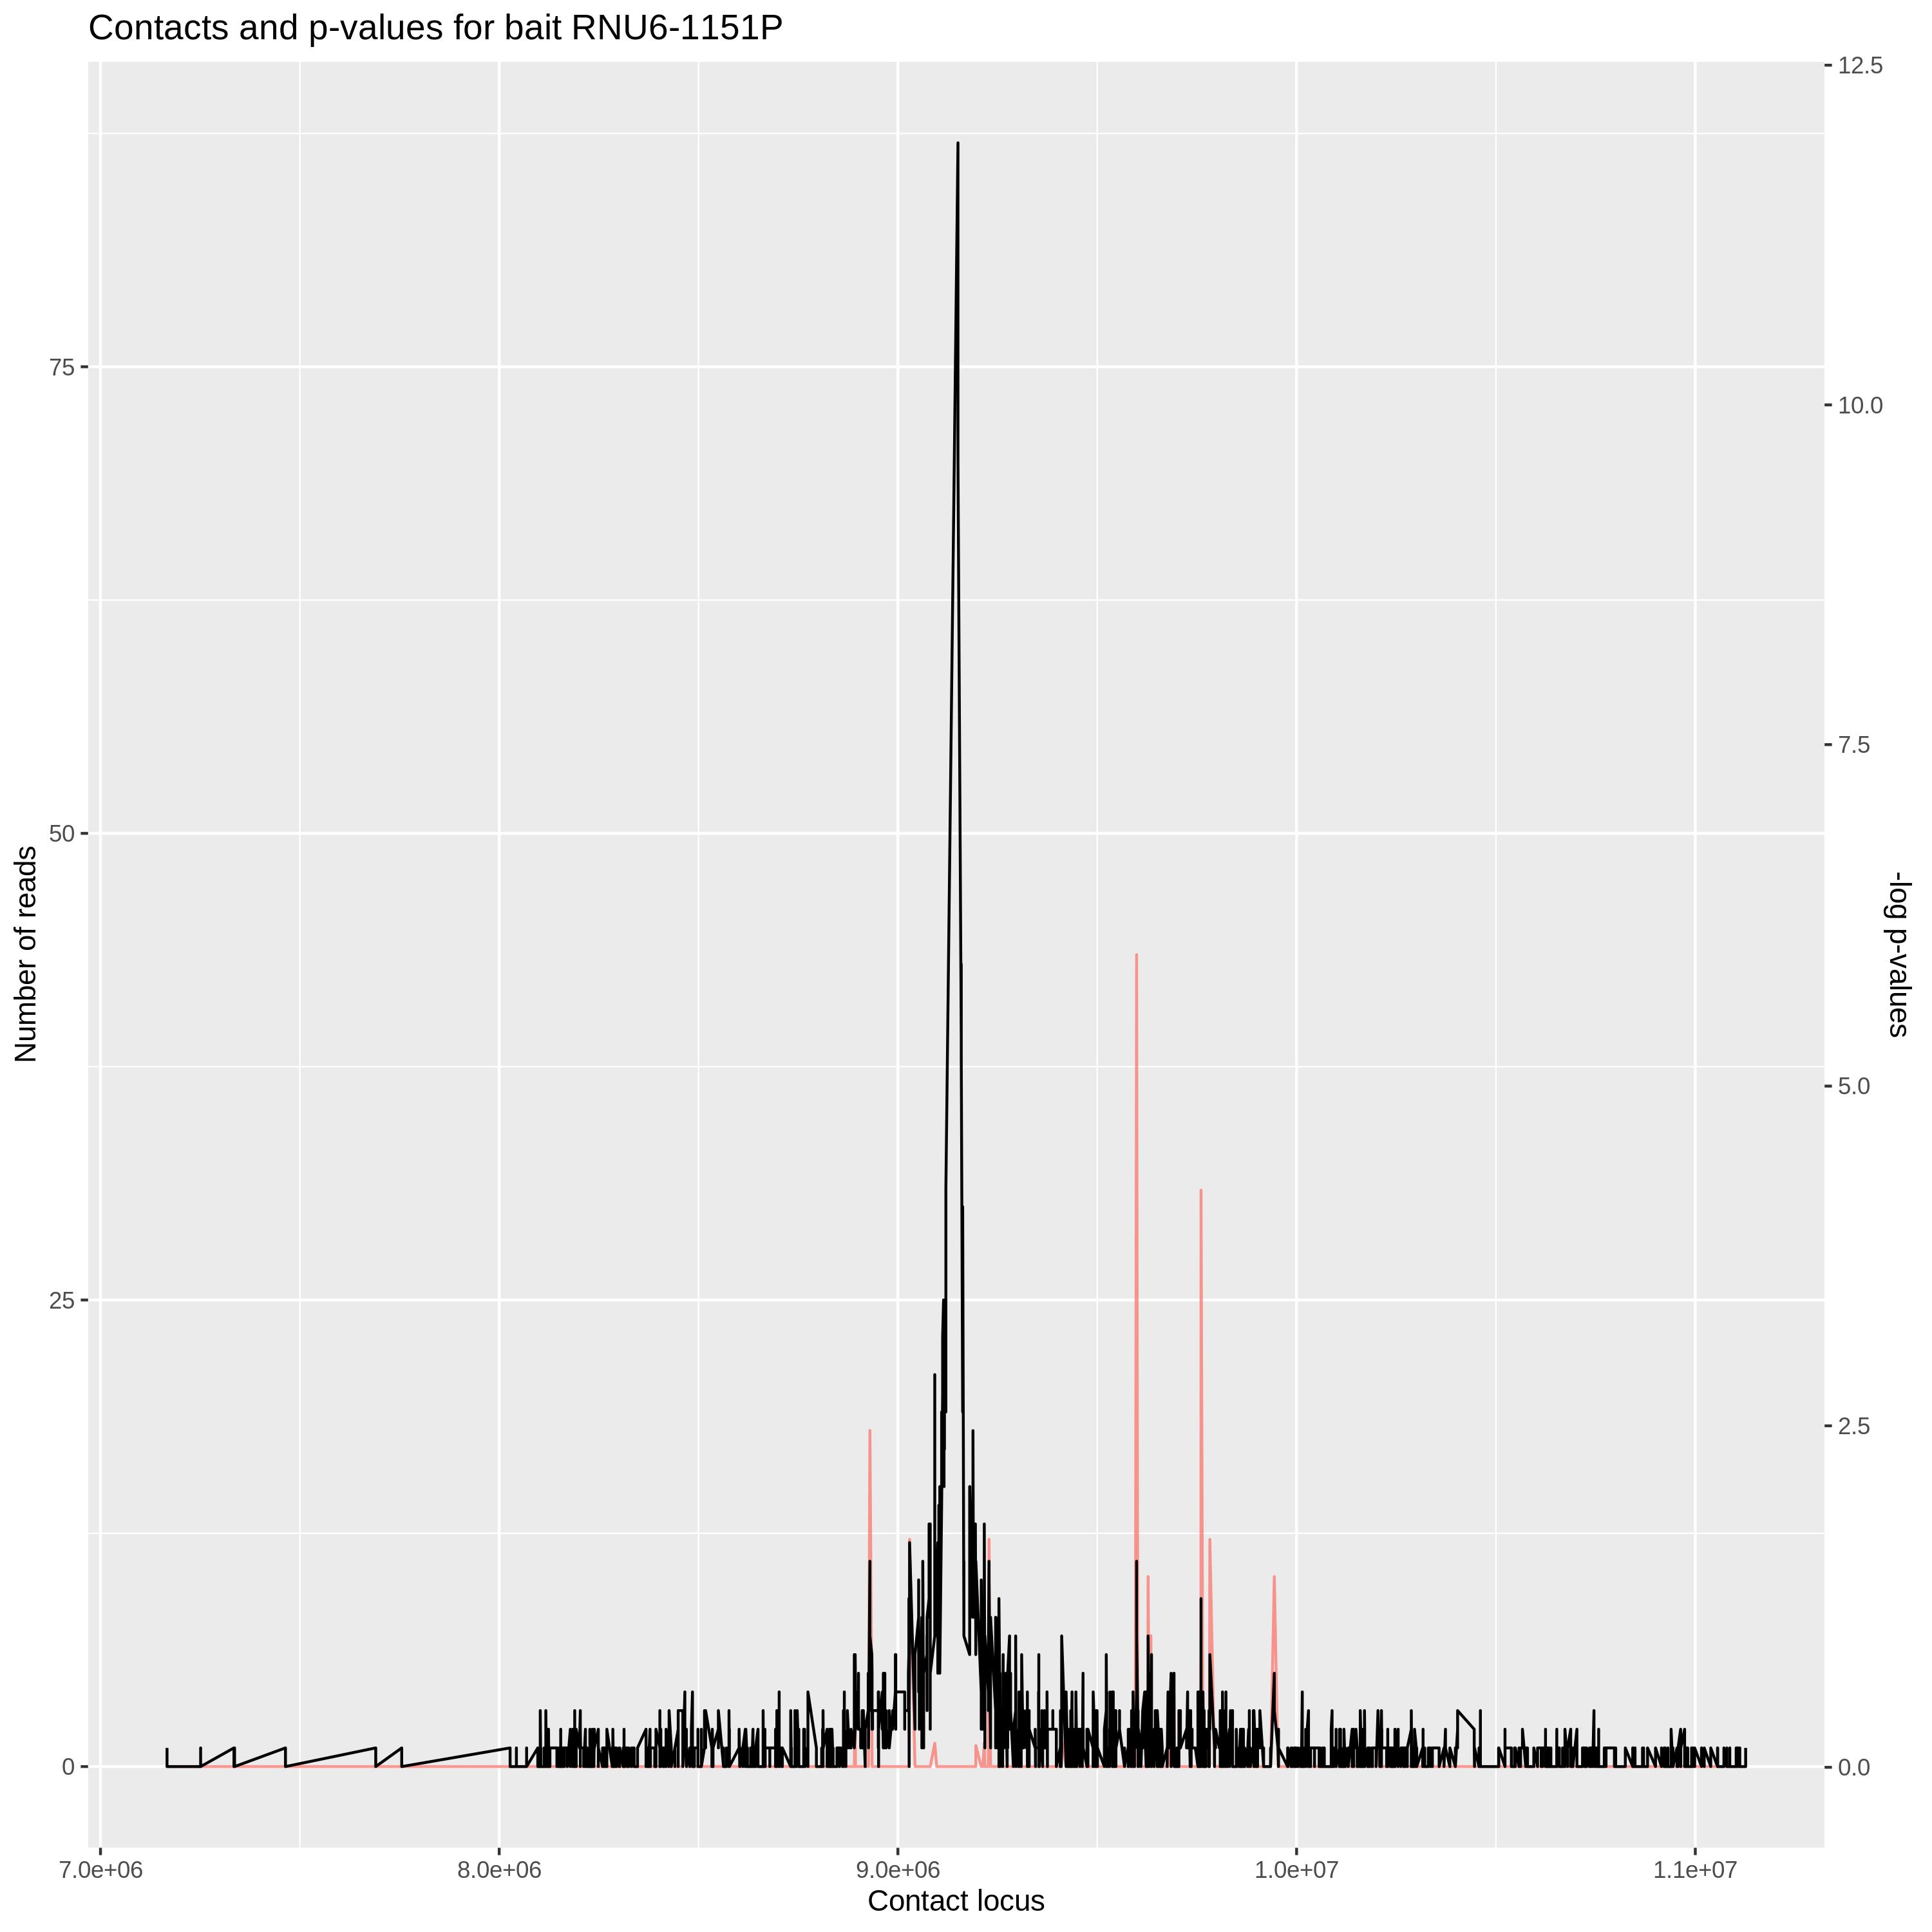 Contacts and p-values for bait RNU6-1151P
12.5
75
10.0
7.5
50
Number of reads
-log p-values
5.0
25
2.5
0
0.0
7.0e+06
8.0e+06
9.0e+06
1.0e+07
1.1e+07
Contact locus